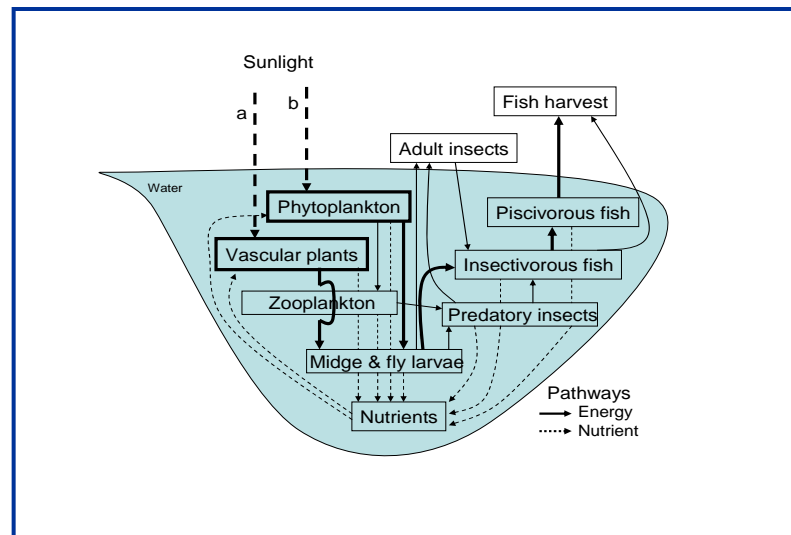 Sunlight
a
b
Fish harvest
Adult insects
Water
Phytoplankton
Piscivorous fish
Vascular plants
Insectivorous fish
Zooplankton
Predatory insects
Midge & fly larvae
Nutrients
Pathways
Energy
Nutrient